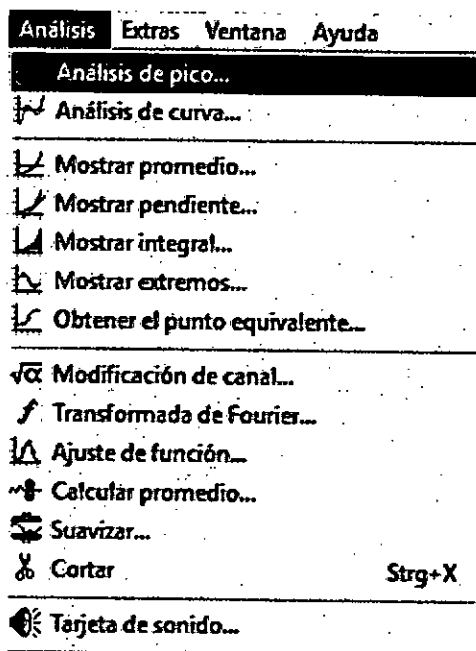 Análisis Extras Ventana Ayuda
Análisis de pico...
Análisis de curva...
Mostrar promedio...
Mostrar pendiente...
Mostrar integral...
Mostrar extremos...
Obtener el punto equivalente...
√α Modificación de canal...
f Transformada de Fourier...
Ajuste de función...
Calcular promedio...
Suavizar...
Cortar Strg+X
Tarjeta de sonido...